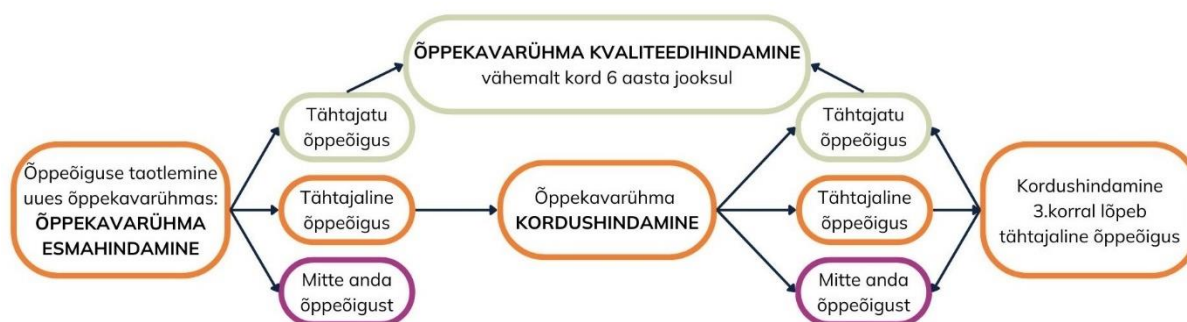 ÕPPEKAVARÜHMA KVALITEEDIHINDAMINE
vähemalt kord 6 aasta jooksul
Õppeõiguse taotlemine
uues õppekavarühmas:
ÕPPEKAVARÜHMA
ESMAHINDAMINE
Tähtajatu
õppeõigus
Tähtajaline
õppeõigus
Mitte anda
õppeõigust
Õppekavarühma
KORDUSHINDAMINE
Tähtajatu
õppeõigus
Tähtajaline
õppeõigus
Mitte anda
õppeõigust
Kordushindamine
3.korral lõpeb
tähtajaline õppeõigus